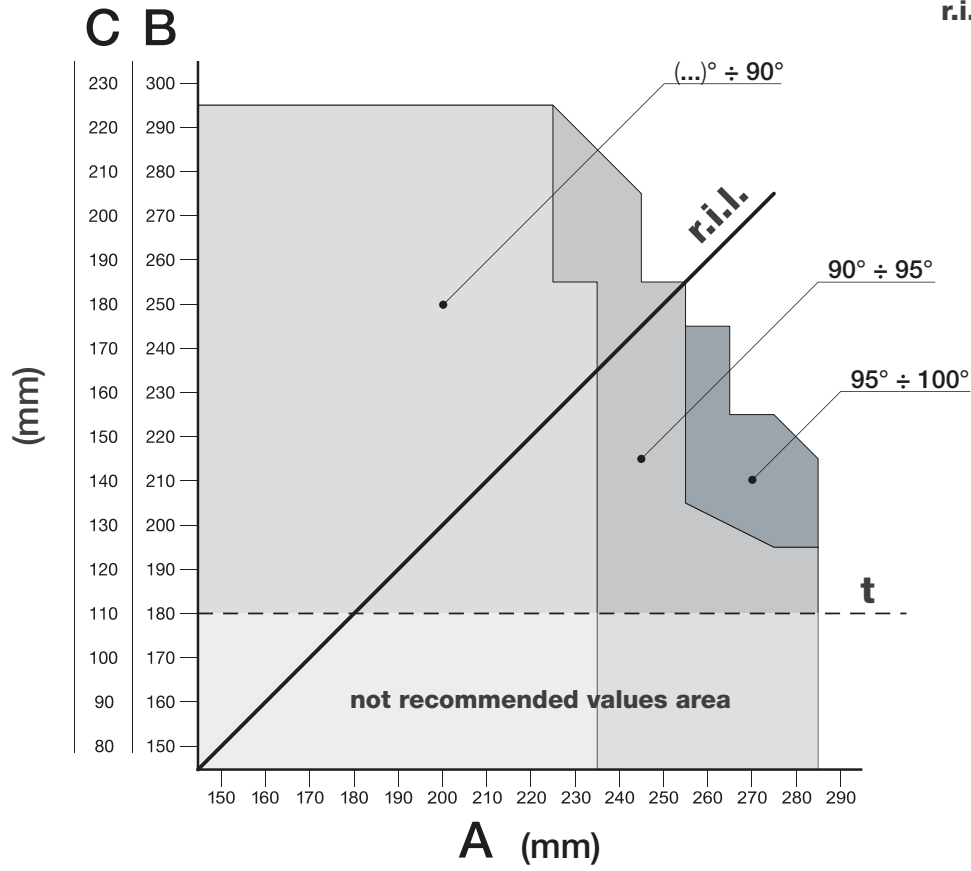 r.i.
C B
(...)° ÷ 90°
230 300
220 290
210 280
200 270
r.i.l.
190 260
90° ÷ 95°
180 250
170 240
95° ÷ 100°
160 230
(mm)
150 220
140 210
130 200
120 190
t
110 180
100 170
not recommended values area
90 160
80 150
150 160 170 180 190 200 210 220 230 240 250 260 270 280 290
A (mm)